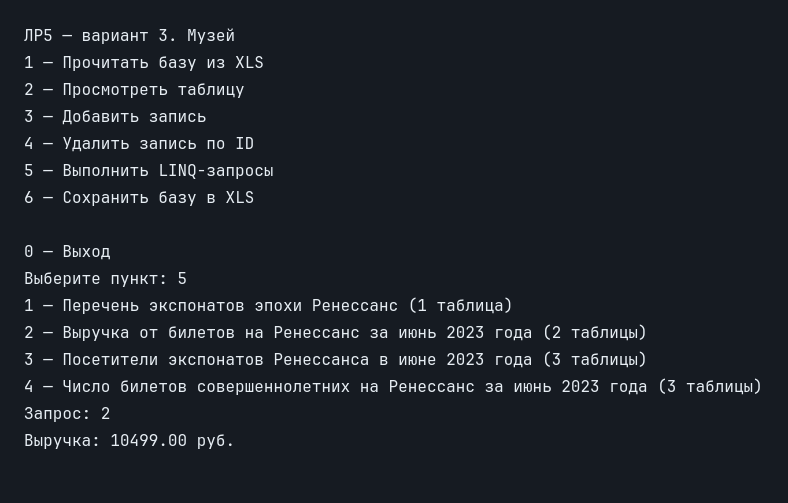 ЛР5 — вариант 3. Музей
1 — Прочитать базу из XLS
2 — Просмотреть таблицу
3 — Добавить запись
4 — Удалить запись по ID
5 — Выполнить LINQ-запросы
6 — Сохранить базу в XLS
0 — Выход
Выберите пункт: 5
1 — Перечень экспонатов эпохи Ренессанс (1 таблица)
2 — Выручка от билетов на Ренессанс за июнь 2023 года (2 таблицы)
3 — Посетители экспонатов Ренессанса в июне 2023 года (3 таблицы)
4 — Число билетов совершеннолетних на Ренессанс за июнь 2023 года (3 таблицы)
Запрос: 2
Выручка: 10499.00 руб.